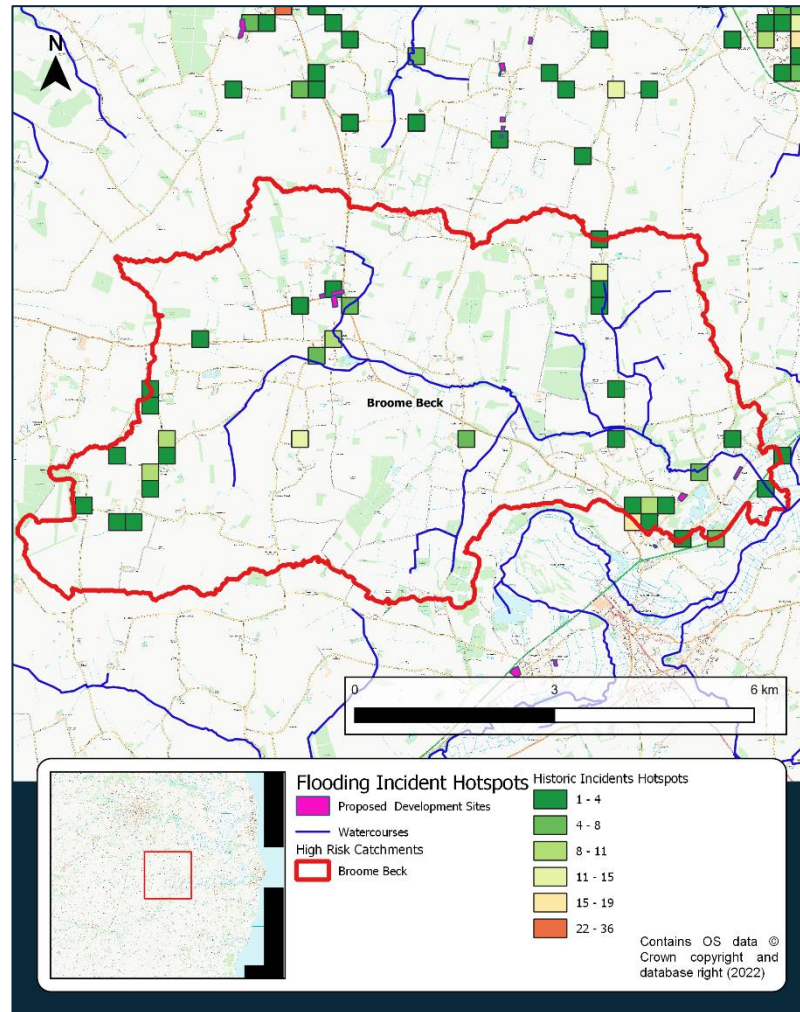 N
Broome Beck
0 3 6 km
Flooding Incident Hotspots
Proposed Development Sites
Watercourses
High Risk Catchments
Broome Beck
Historic Incidents Hotspots
1 - 4
4 - 8
8 - 11
11 - 15
15 - 19
22 - 36
Contains OS data ©
Crown copyright and
database right (2022)